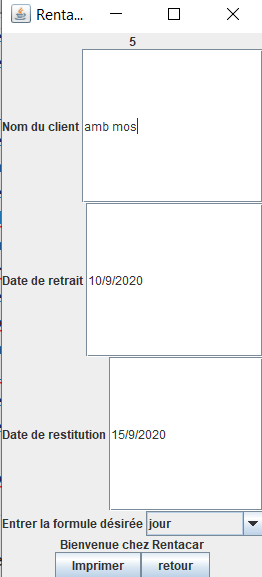 Renta...
5
Nom du client amb mos
Date de retrait 10/9/2020
Date de restitution 15/9/2020
Entrer la formule désirée jour
Bienvenue chez Rentacar
Imprimer retour